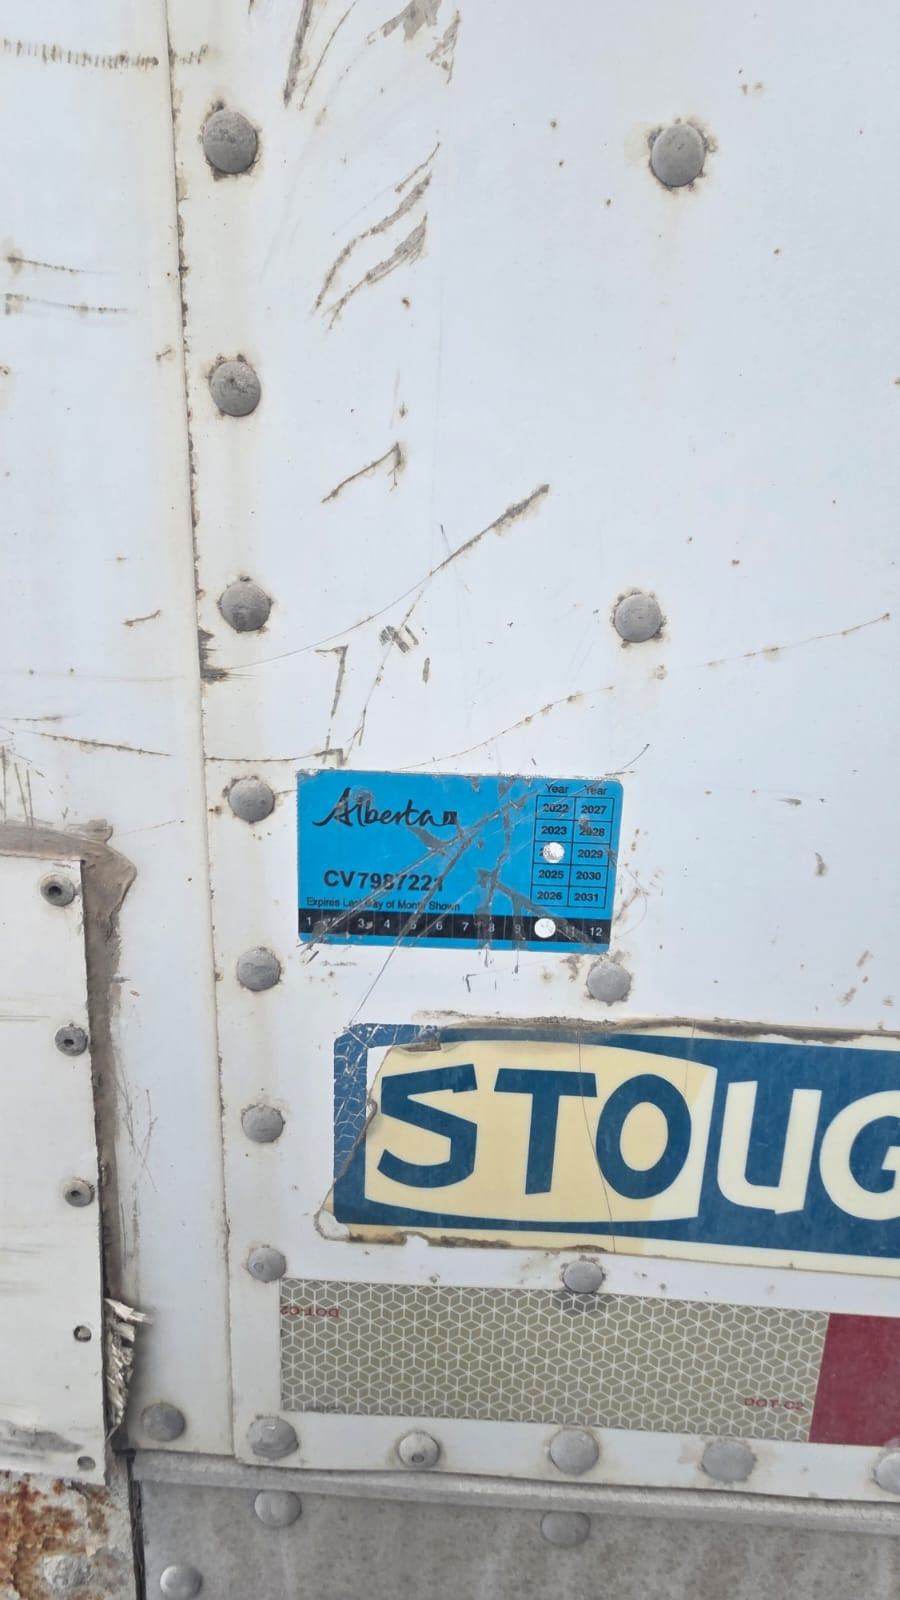 Alberta
Year Year
2022 2027
2023 2028
2029
2025 2030
2026 2031
CV7987221
Expires Last Day of Month Shown
1 2 3 4 5 6 7 8 9 11 12
STOUG
DOT-C2
DOT-C2